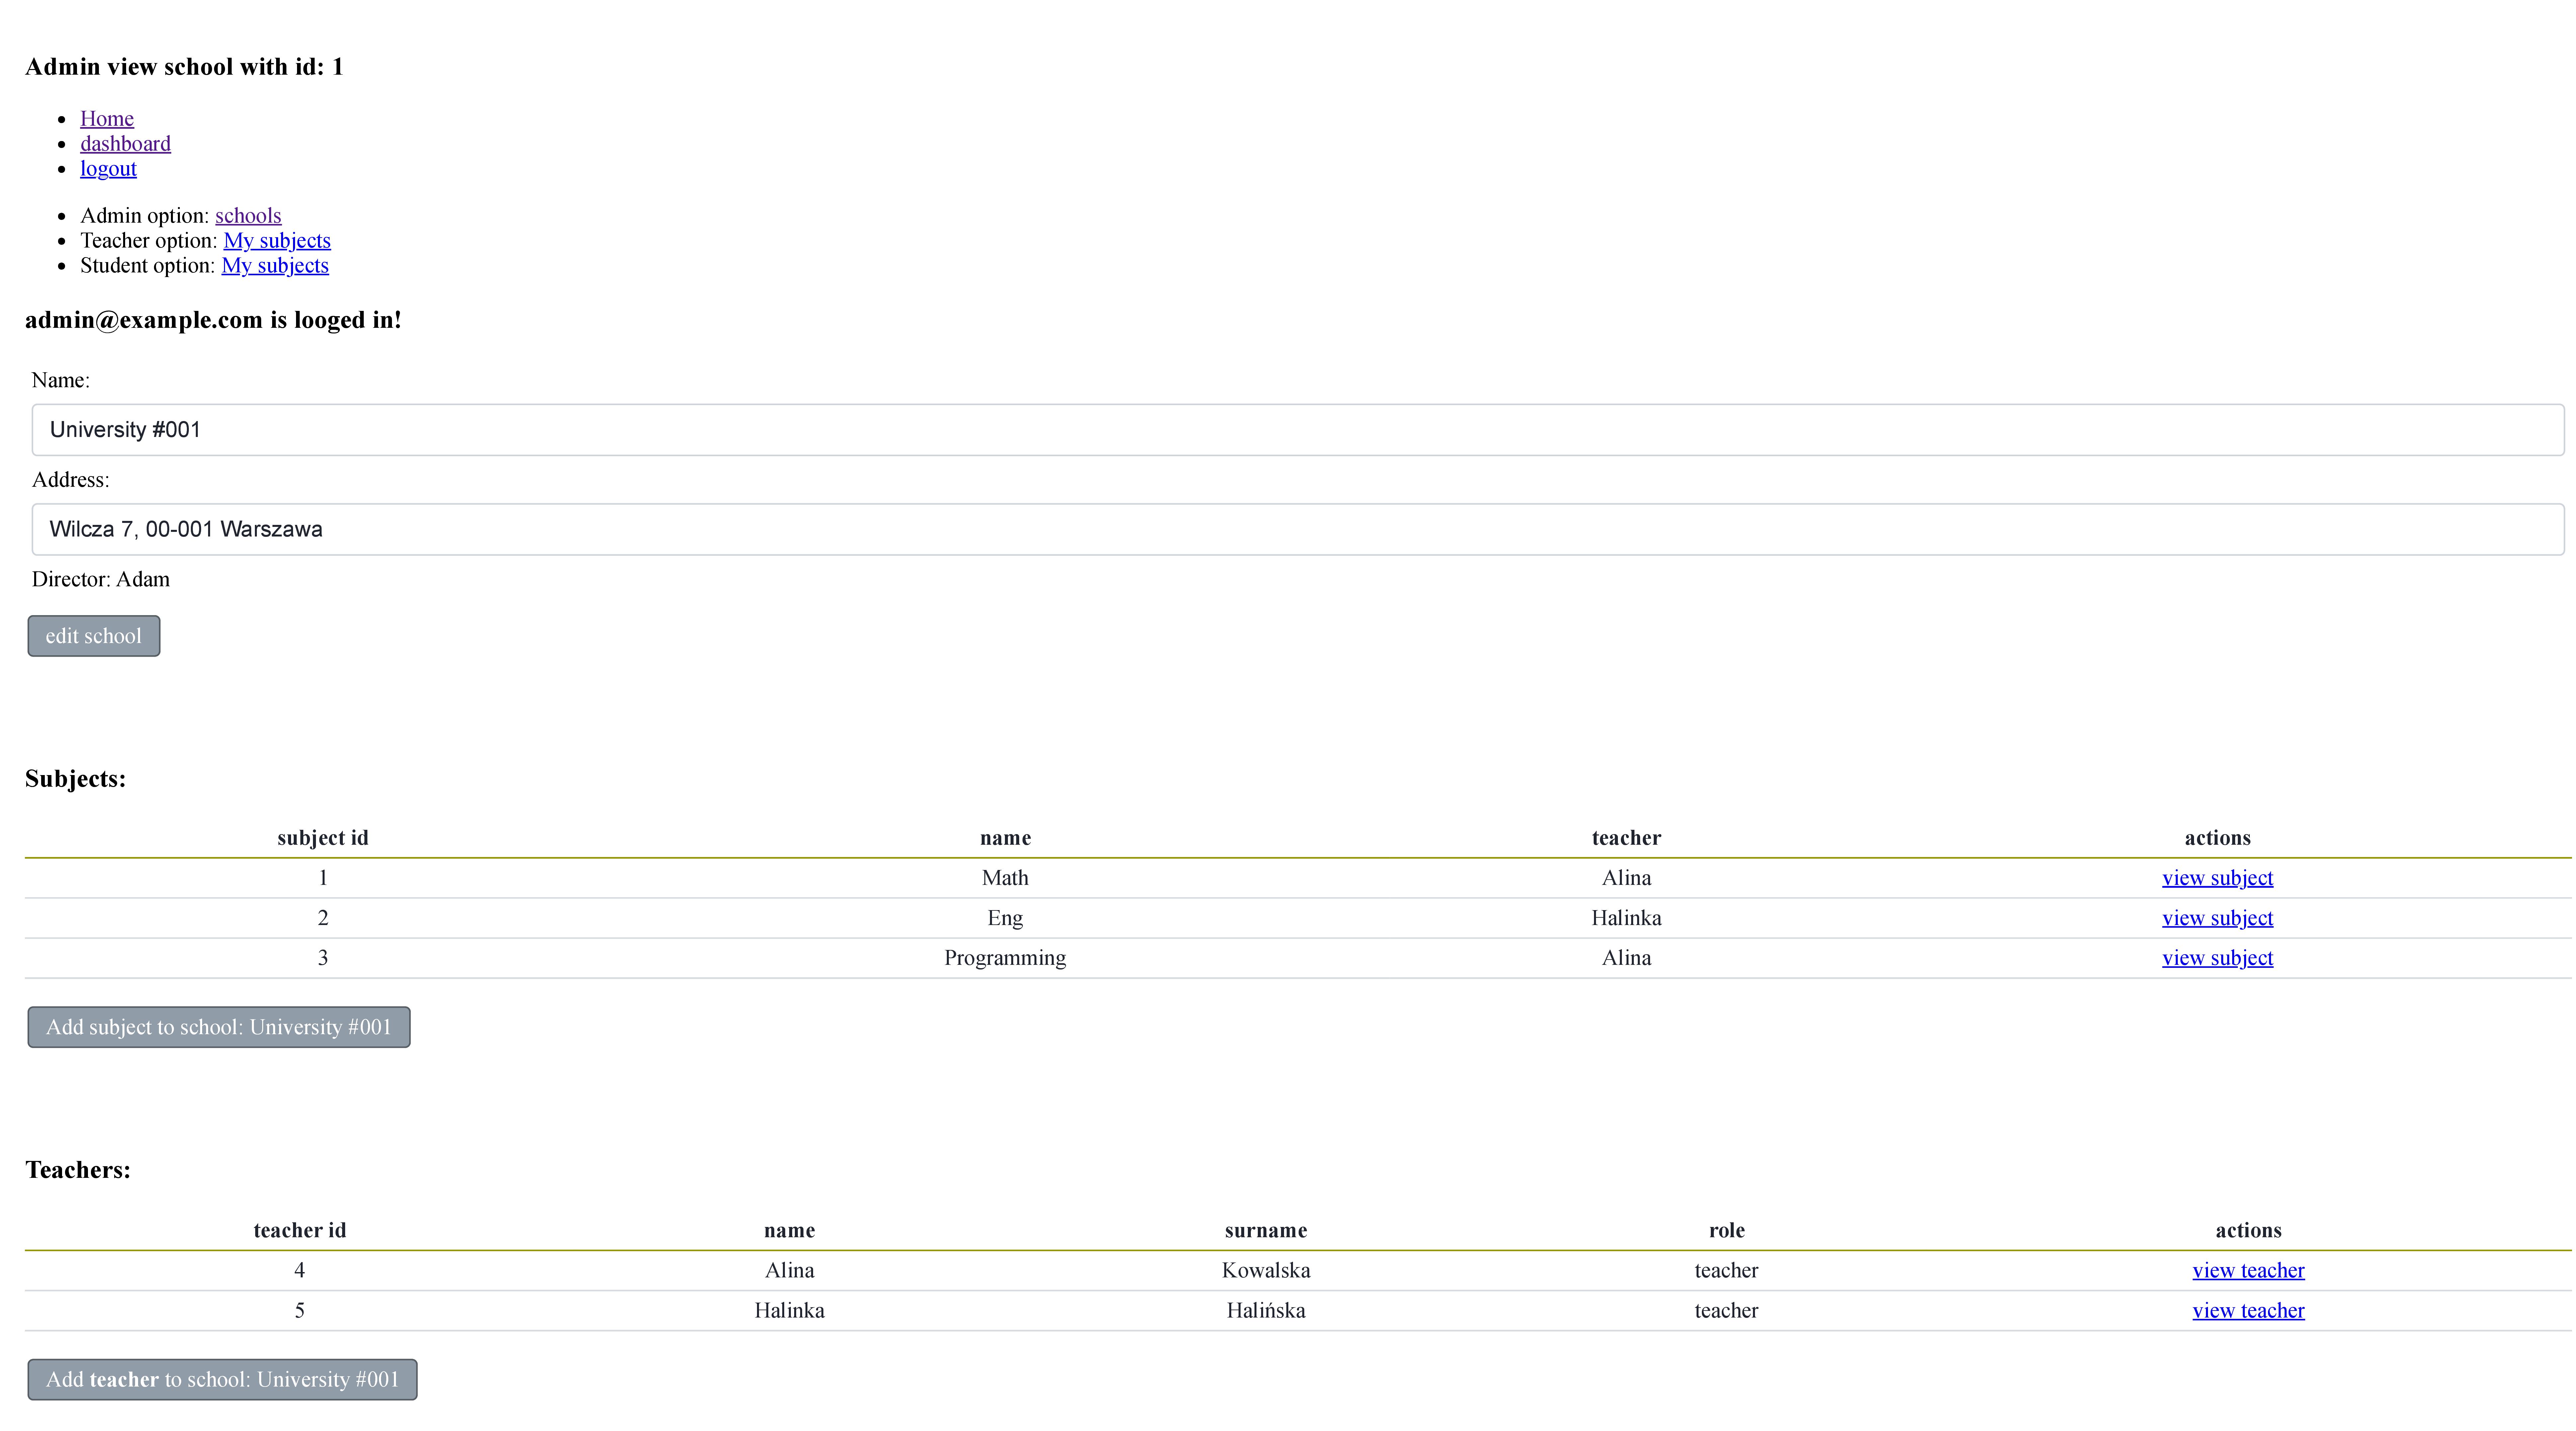 Admin view school with id: 1
Home
dashboard
logout
Admin option: schools
Teacher option: My subjects
Student option: My subjects
admin@example.com is looged in!
Name:
University #001
Address:
Wilcza 7, 00-001 Warszawa
Director: Adam
edit school
Subjects:
subject id name teacher actions
1 Math Alina view subject
2 Eng Halinka view subject
3 Programming Alina view subject
Add subject to school: University #001
Teachers:
teacher id name surname role actions
4 Alina Kowalska teacher view teacher
5 Halinka Halińska teacher view teacher
Add teacher to school: University #001